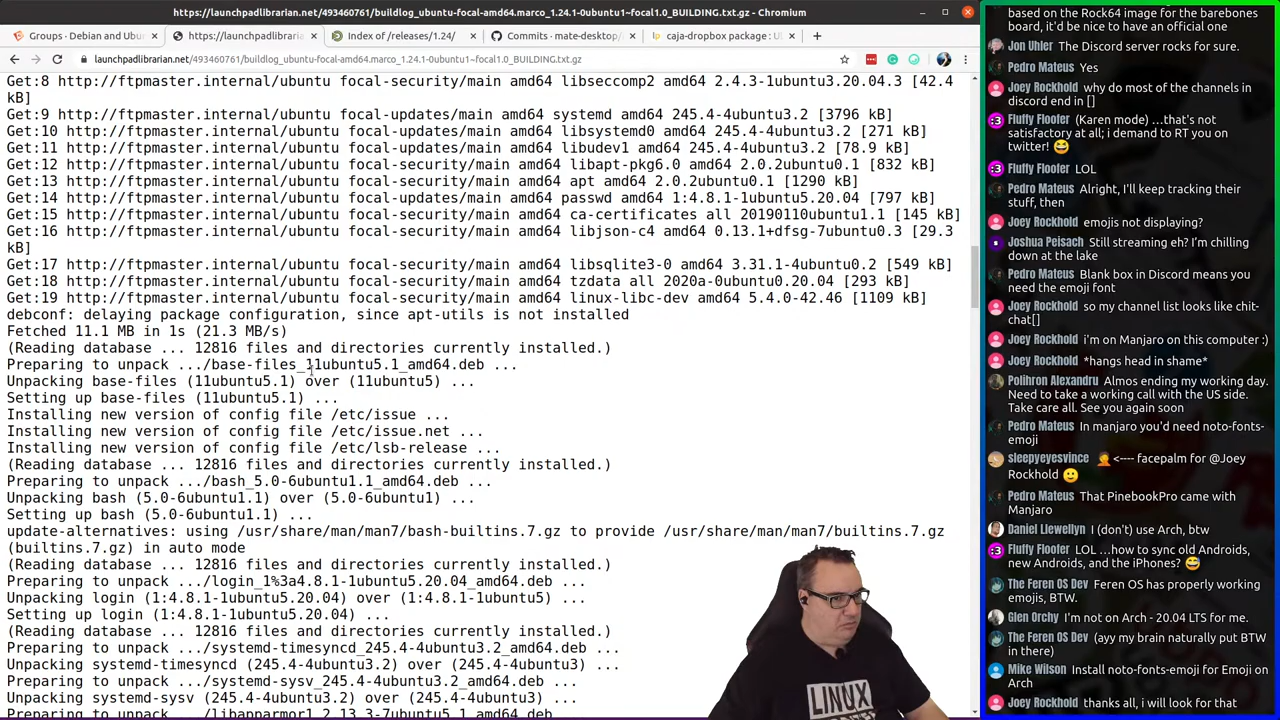 https://launchpadlibrarian.net/493460761/buildlog_ubuntu-focal-amd64.marco_1.24.1-0ubuntu1~focal1.0_BUILDING.txt.gz - Chromium
Groups - Debian and Ubu
https://launchpadlibrarian.ne
Index of /releases/1.24/
Commits · mate-desktop/
caja-dropbox package : U
launchpadlibrarian.net/493460761/buildlog_ubuntu-focal-amd64.marco_1.24.1-0ubuntu1~focal1.0_BUILDING.txt.gz
Get:8 http://ftpmaster.internal/ubuntu focal-security/main amd64 libseccomp2 amd64 2.4.3-1ubuntu3.20.04.3 [42.4
kB]
Get:9 http://ftpmaster.internal/ubuntu focal-updates/main amd64 systemd amd64 245.4-4ubuntu3.2 [3796 kB]
Get:10 http://ftpmaster.internal/ubuntu focal-updates/main amd64 libsystemd0 amd64 245.4-4ubuntu3.2 [271 kB]
Get:11 http://ftpmaster.internal/ubuntu focal-updates/main amd64 libudev1 amd64 245.4-4ubuntu3.2 [78.9 kB]
Get:12 http://ftpmaster.internal/ubuntu focal-security/main amd64 libapt-pkg6.0 amd64 2.0.2ubuntu0.1 [832 kB]
Get:13 http://ftpmaster.internal/ubuntu focal-security/main amd64 apt amd64 2.0.2ubuntu0.1 [1290 kB]
Get:14 http://ftpmaster.internal/ubuntu focal-updates/main amd64 passwd amd64 1:4.8.1-1ubuntu5.20.04 [797 kB]
Get:15 http://ftpmaster.internal/ubuntu focal-security/main amd64 ca-certificates all 20190110ubuntu1.1 [145 kB]
Get:16 http://ftpmaster.internal/ubuntu focal-security/main amd64 libjson-c4 amd64 0.13.1+dfsg-7ubuntu0.3 [29.3
kB]
Get:17 http://ftpmaster.internal/ubuntu focal-security/main amd64 libsqlite3-0 amd64 3.31.1-4ubuntu0.2 [549 kB]
Get:18 http://ftpmaster.internal/ubuntu focal-security/main amd64 tzdata all 2020a-0ubuntu0.20.04 [293 kB]
Get:19 http://ftpmaster.internal/ubuntu focal-security/main amd64 linux-libc-dev amd64 5.4.0-42.46 [1109 kB]
debconf: delaying package configuration, since apt-utils is not installed
Fetched 11.1 MB in 1s (21.3 MB/s)
(Reading database ... 12816 files and directories currently installed.)
Preparing to unpack .../base-files_11ubuntu5.1_amd64.deb ...
Unpacking base-files (11ubuntu5.1) over (11ubuntu5) ...
Setting up base-files (11ubuntu5.1) ...
Installing new version of config file /etc/issue ...
Installing new version of config file /etc/issue.net ...
Installing new version of config file /etc/lsb-release ...
(Reading database ... 12816 files and directories currently installed.)
Preparing to unpack .../bash_5.0-6ubuntu1.1_amd64.deb ...
Unpacking bash (5.0-6ubuntu1.1) over (5.0-6ubuntu1) ...
Setting up bash (5.0-6ubuntu1.1) ...
update-alternatives: using /usr/share/man/man7/bash-builtins.7.gz to provide /usr/share/man/man7/builtins.7.gz
(builtins.7.gz) in auto mode
(Reading database ... 12816 files and directories currently installed.)
Preparing to unpack .../login_1%3a4.8.1-1ubuntu5.20.04_amd64.deb ...
Unpacking login (1:4.8.1-1ubuntu5.20.04) over (1:4.8.1-1ubuntu5) ...
Setting up login (1:4.8.1-1ubuntu5.20.04) ...
(Reading database ... 12816 files and directories currently installed.)
Preparing to unpack .../systemd-timesyncd_245.4-4ubuntu3.2_amd64.deb ...
Unpacking systemd-timesyncd (245.4-4ubuntu3.2) over (245.4-4ubuntu3) ...
Preparing to unpack .../systemd-sysv_245.4-4ubuntu3.2_amd64.deb ...
Unpacking systemd-sysv (245.4-4ubuntu3.2) over (245.4-4ubuntu3) ...
Preparing to unpack .../libapparmor1_2.13.3-7ubuntu5.1_amd64.deb ...
LINUX
based on the Rock64 image for the barebones
board, it'd be nice to have an official one
Jon Uhler The Discord server rocks for sure.
Pedro Mateus Yes
Joey Rockhold why do most of the channels in
discord end in []
Fluffy Floofer (Karen mode) ...that's not
satisfactory at all; i demand to RT you on
twitter! 😅
Fluffy Floofer LOL
Pedro Mateus Alright, I'll keep tracking their
stuff, then
Joey Rockhold emojis not displaying?
Joshua Peisach Still streaming eh? I'm chilling
down at the lake
Pedro Mateus Blank box in Discord means you
need the emoji font
Joey Rockhold so my channel list looks like chit-
chat[]
Joey Rockhold i'm on Manjaro on this computer :)
Joey Rockhold *hangs head in shame*
Polihron Alexandru Almos ending my working day.
Need to take a working call with the US side.
Take care all. See you again soon
Pedro Mateus In manjaro you'd need noto-fonts-
emoji
sleepyeyesvince 🤦 <---- facepalm for @Joey
Rockhold 🙂
Pedro Mateus That PinebookPro came with
Manjaro
Daniel Llewellyn I (don't) use Arch, btw
Fluffy Floofer LOL ...how to sync old Androids,
new Androids, and the iPhones? 😅
The Feren OS Dev Feren OS has properly working
emojis, BTW.
Glen Orchy I'm not on Arch - 20.04 LTS for me.
The Feren OS Dev (ayy my brain naturally put BTW
in there)
Mike Wilson Install noto-fonts-emoji for Emoji on
Arch
Joey Rockhold thanks all, i will look for that